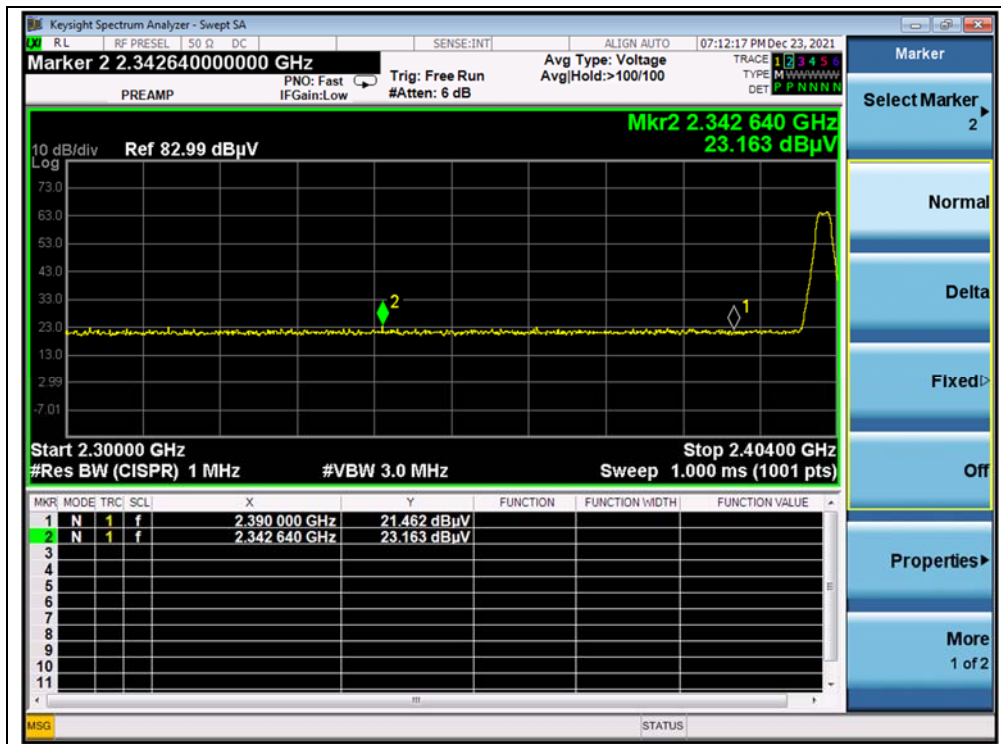 Keysight Spectrum Analyzer - Swept SA
LXI RL RF PRESEL 50 Ω DC SENSE:INT ALIGN AUTO 07:12:17 PM Dec 23, 2021
Marker 2 2.342640000000 GHz
PREAMP
PNO: Fast
IFGain:Low
Trig: Free Run
#Atten: 6 dB
Avg Type: Voltage
Avg|Hold:>100/100
TRACE 1 2 3 4 5 6
TYPE M WWWWW
DET P P N N N N
Mkr2 2.342 640 GHz
23.163 dBµV
10 dB/div Ref 82.99 dBµV
Log
73.0
63.0
53.0
43.0
33.0
23.0
13.0
2.99
-7.01
2
1
Start 2.30000 GHz Stop 2.40400 GHz
#Res BW (CISPR) 1 MHz #VBW 3.0 MHz Sweep 1.000 ms (1001 pts)
MKR MODE TRC SCL X Y FUNCTION FUNCTION WIDTH FUNCTION VALUE
1 N 1 f 2.390 000 GHz 21.462 dBµV
2 N 1 f 2.342 640 GHz 23.163 dBµV
3
4
5
6
7
8
9
10
11
MSG STATUS
Marker
Select Marker
2
Normal
Delta
Fixed
Off
Properties
More
1 of 2